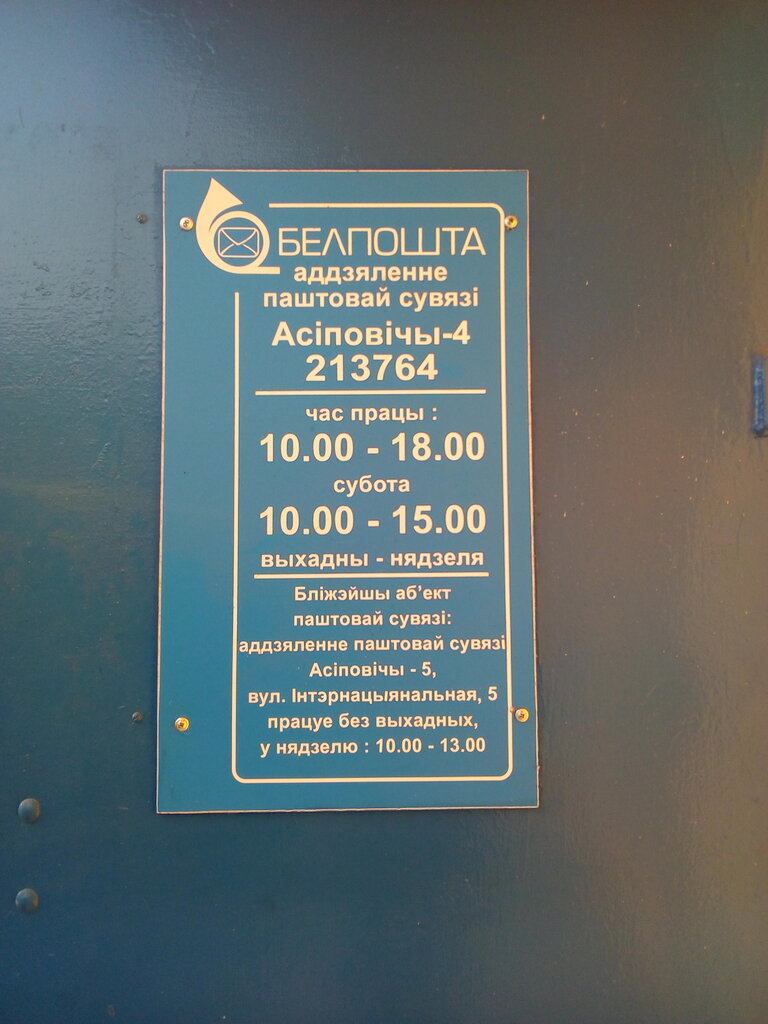 БЕЛПОШТА
аддзяленне
паштовай сувязі
Асіповічы-4
213764
час працы :
10.00 - 18.00
субота
10.00 - 15.00
выхадны - нядзеля
Бліжэйшы аб’ект
паштовай сувязі:
аддзяленне паштовай сувязі
Асіповічы - 5,
вул. Інтэрнацыянальная, 5
працуе без выхадных,
у нядзелю : 10.00 - 13.00